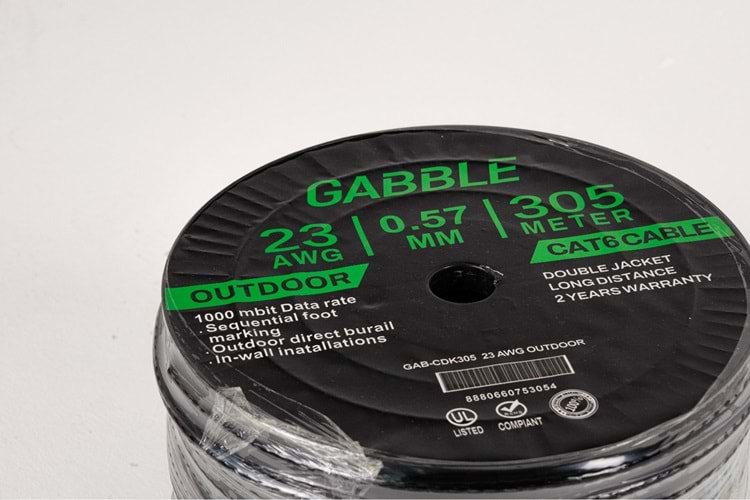 GABBLE
23 AWG | 0.57 MM | 305 METER
OUTDOOR
1000 mbit Data rate
· Sequential foot
marking
· Outdoor direct burail
· In-wall inatallations
CAT6 CABLE
DOUBLE JACKET
LONG DISTANCE
2 YEARS WARRANTY
GAB-CDK305 23 AWG OUTDOOR
8880660753054
UL
LISTED
COMPIANT
100%